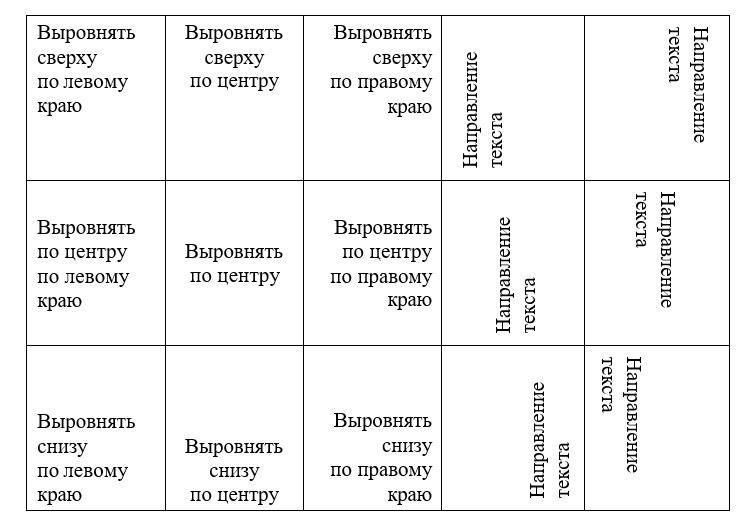 Выровнять
сверху
по левому
краю
Выровнять
сверху
по центру
Выровнять
сверху
по правому
краю
Направление
текста
Направление
текста
Выровнять
по центру
по левому
краю
Выровнять
по центру
Выровнять
по центру
по правому
краю
Направление
текста
Направление
текста
Выровнять
снизу
по левому
краю
Выровнять
снизу
по центру
Выровнять
снизу
по правому
краю
Направление
текста
Направление
текста